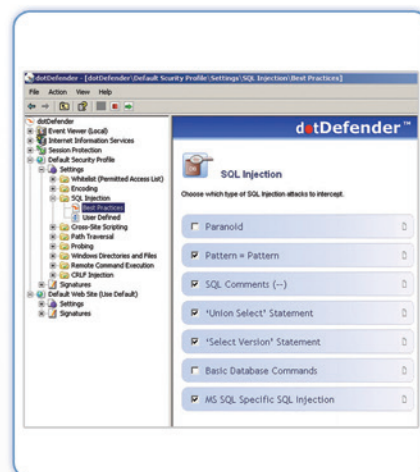 dotDefender - [dotDefender\Default Security Profile\Settings\SQL Injection\Best Practices]
File Action View Help
dotDefender
Event Viewer (Local)
Internet Information Services
Session Protection
Default Security Profile
Settings
Whitelist (Permitted Access List)
Encoding
SQL Injection
Best Practices
User Defined
Cross-Site Scripting
Path Traversal
Probing
Windows Directories and Files
Remote Command Execution
CRLF Injection
Signatures
Default Web Site (Use Default)
Settings
Signatures
dotDefender™
SQL Injection
Choose which type of SQL Injection attacks to intercept.
Paranoid
Pattern = Pattern
SQL Comments (--)
'Union Select' Statement
'Select Version' Statement
Basic Database Commands
MS SQL Specific SQL Injection